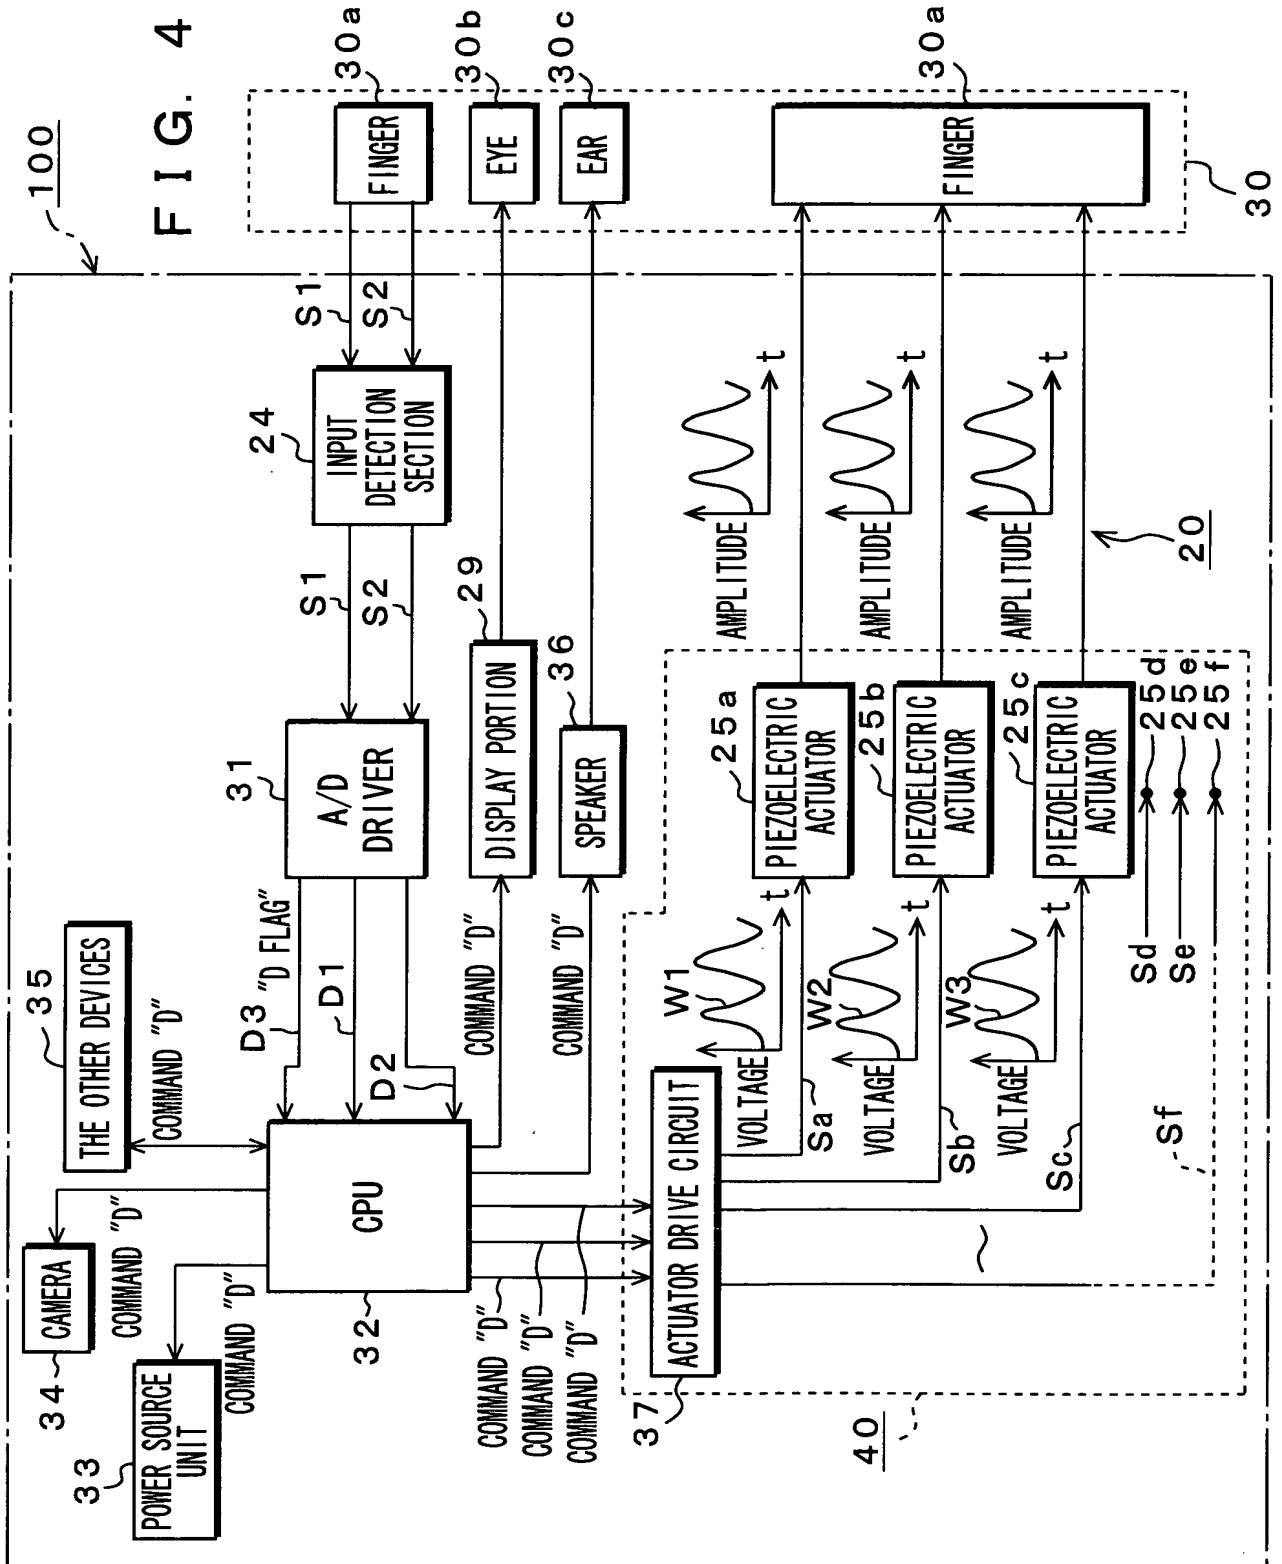 FIG. 4
100
33
POWER SOURCE
UNIT
34
CAMERA
35
THE OTHER DEVICES
COMMAND "D"
COMMAND "D"
COMMAND "D"
32
CPU
D3
"D FLAG"
D1
D2
31
A/D
DRIVER
S1
S2
24
INPUT
DETECTION
SECTION
S1
S2
FINGER
30a
COMMAND "D"
DISPLAY PORTION
29
EYE
30b
COMMAND "D"
SPEAKER
36
EAR
30c
COMMAND "D"
COMMAND "D"
COMMAND "D"
37
ACTUATOR DRIVE CIRCUIT
VOLTAGE
W1
t
Sa
25a
PIEZOELECTRIC
ACTUATOR
AMPLITUDE
t
VOLTAGE
W2
t
Sb
25b
PIEZOELECTRIC
ACTUATOR
AMPLITUDE
t
VOLTAGE
W3
t
Sc
25c
PIEZOELECTRIC
ACTUATOR
AMPLITUDE
t
FINGER
30a
Sd
25d
Se
25e
Sf
25f
20
30
40